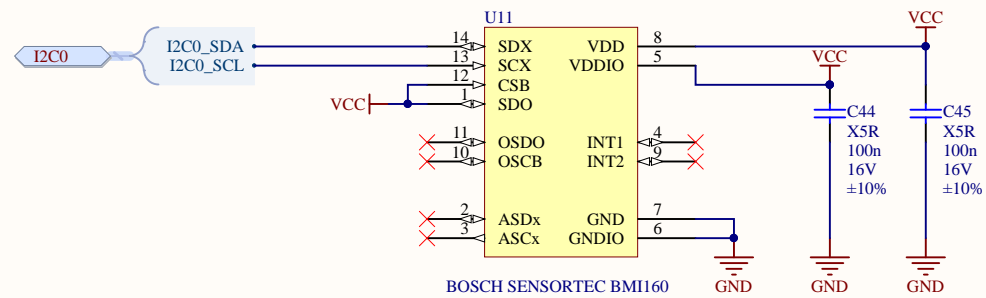 U11
VCC
I2C0
I2C0_SDA
I2C0_SCL
14 SDX
13 SCX
12 CSB
1 SDO
VCC
11 OSDO
10 OSCB
2 ASDx
3 ASCx
VDD 8
VDDIO 5
INT1 4
INT2 9
GND 7
GNDIO 6
VCC
C44
X5R
100n
16V
±10%
C45
X5R
100n
16V
±10%
BOSCH SENSORTEC BMI160
GND
GND
GND